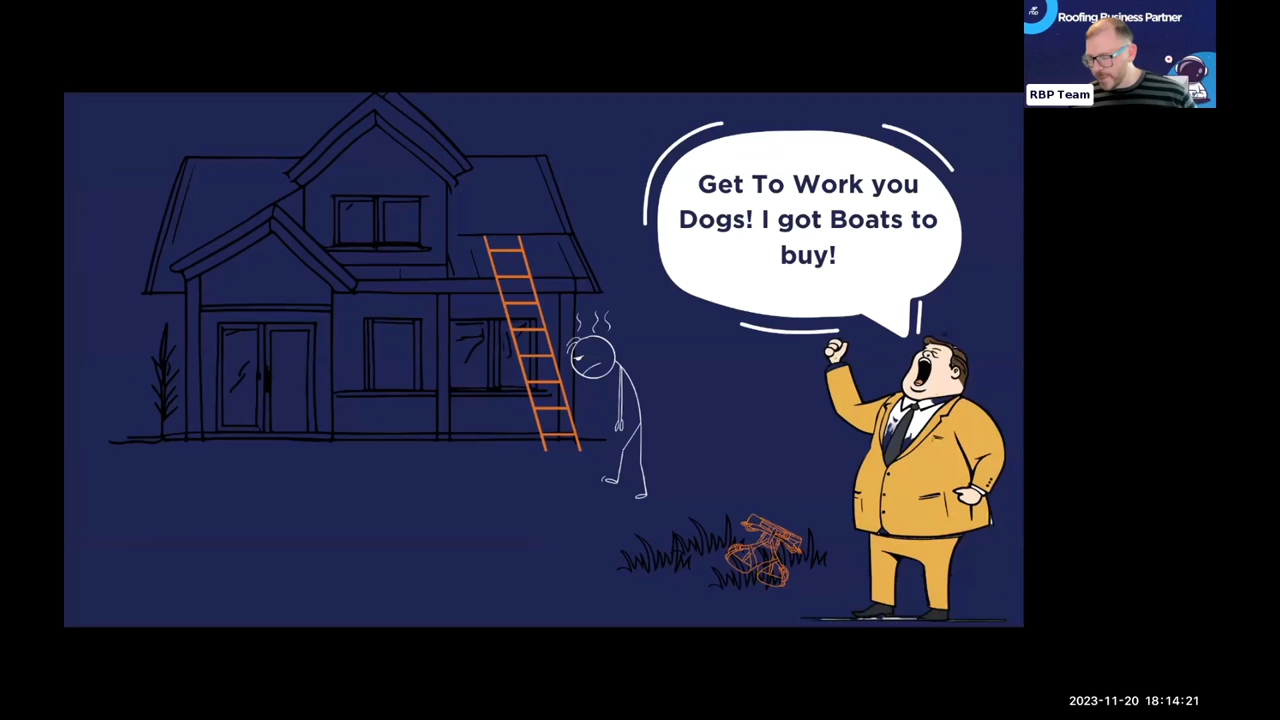 rbp
Roofing Business Partner
RBP Team
Get To Work you
Dogs! I got Boats to
buy!
2023-11-20 18:14:21